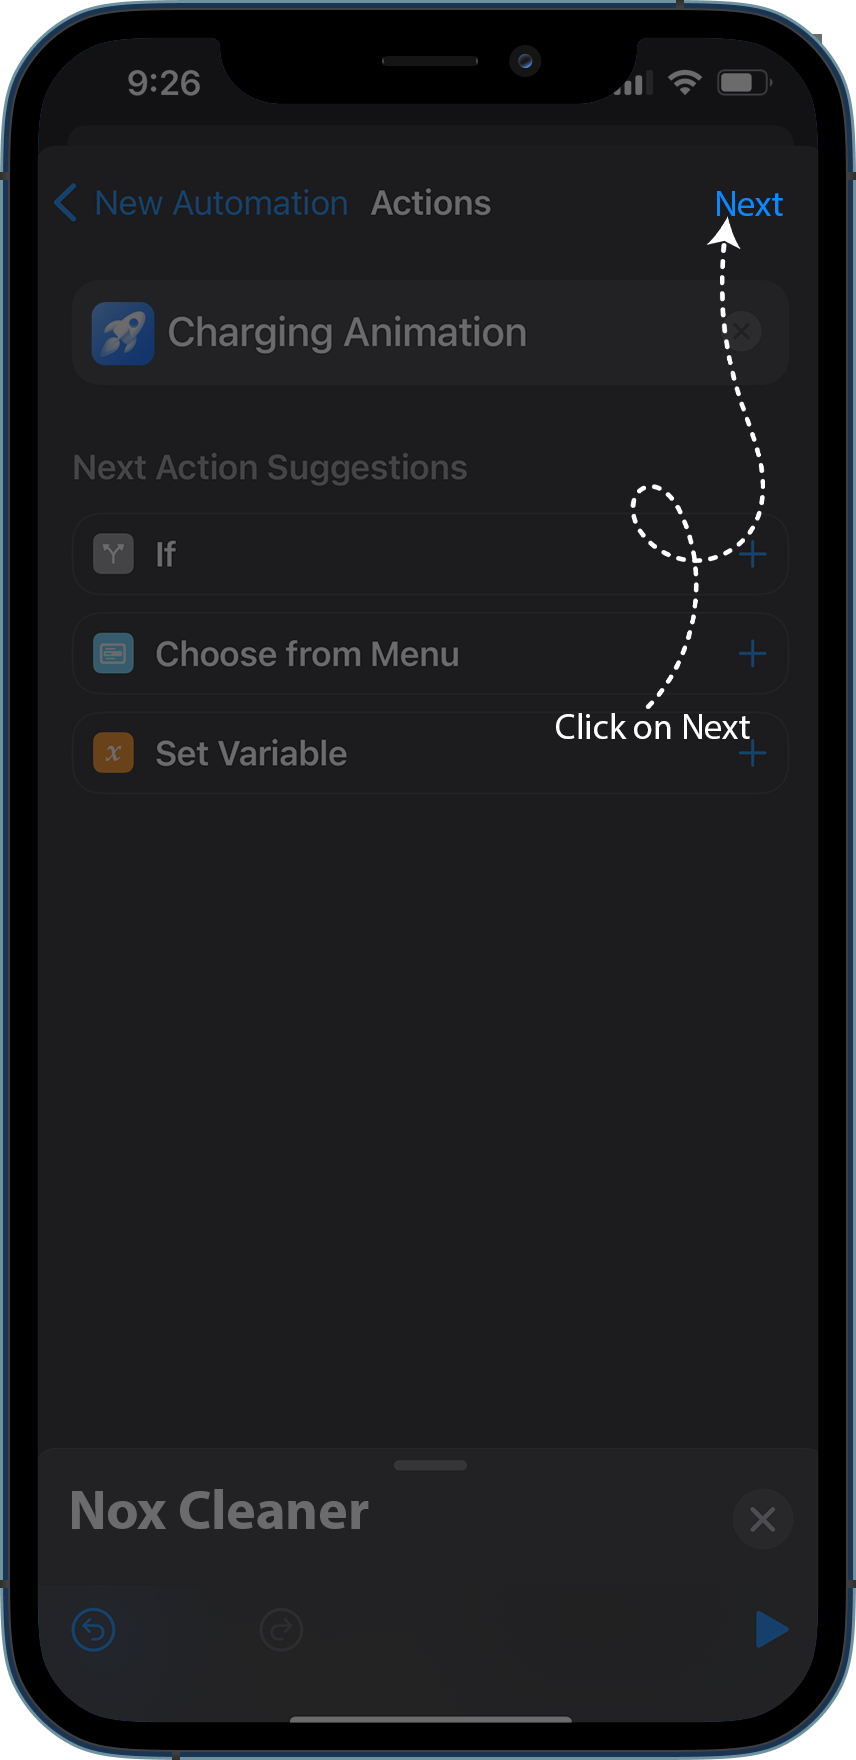 9:26
New Automation Actions Next
Charging Animation
Next Action Suggestions
If
Choose from Menu
Click on Next
Set Variable
Nox Cleaner